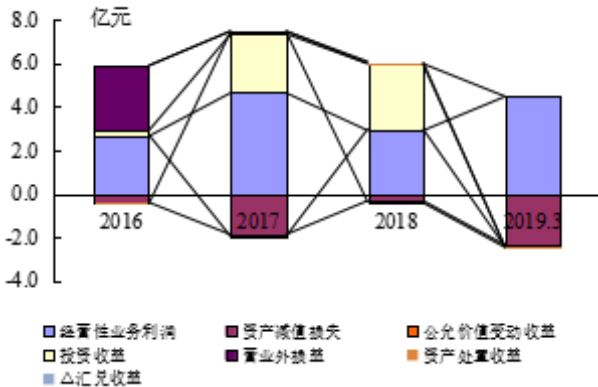 8.0 亿元
6.0
4.0
2.0
0.0
2016 2017 2018 2019.3
-2.0
-4.0
经营性业务利润 资产减值损失 公允价值变动收益
投资收益 营业外损益 资产处置收益
△汇兑收益